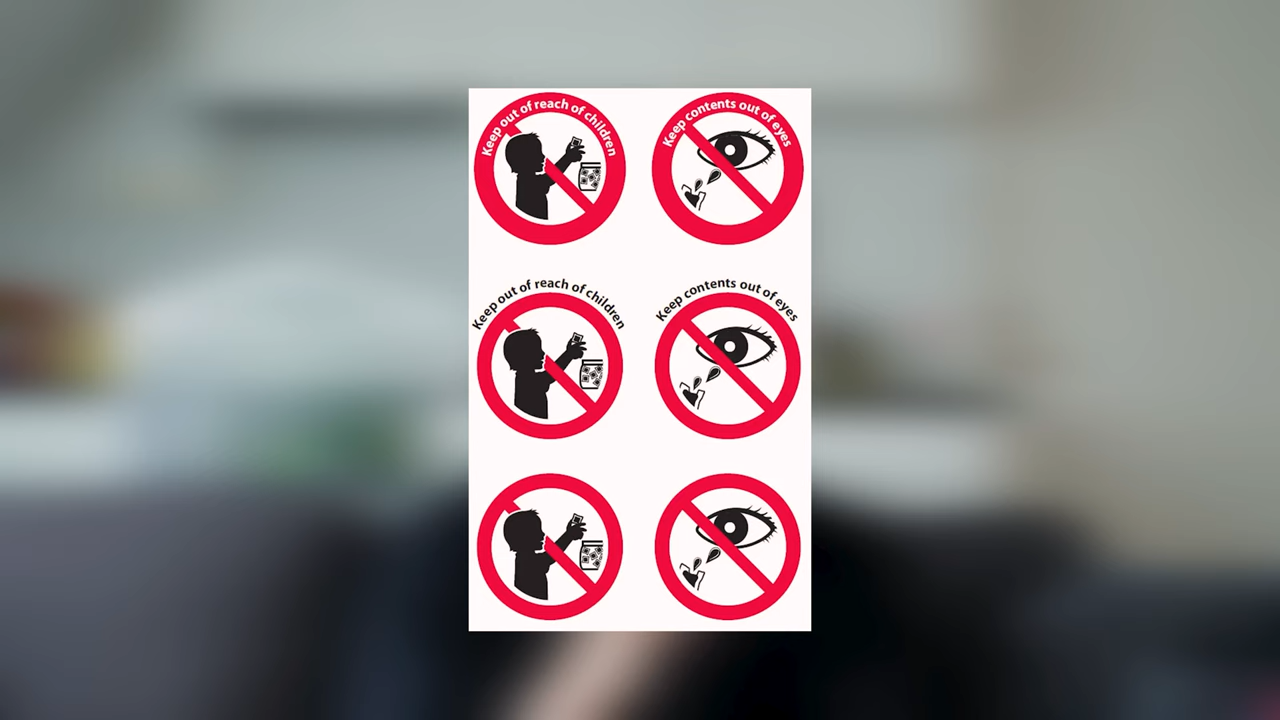 Keep out of reach of children
Keep contents out of eyes
Keep out of reach of children
Keep contents out of eyes